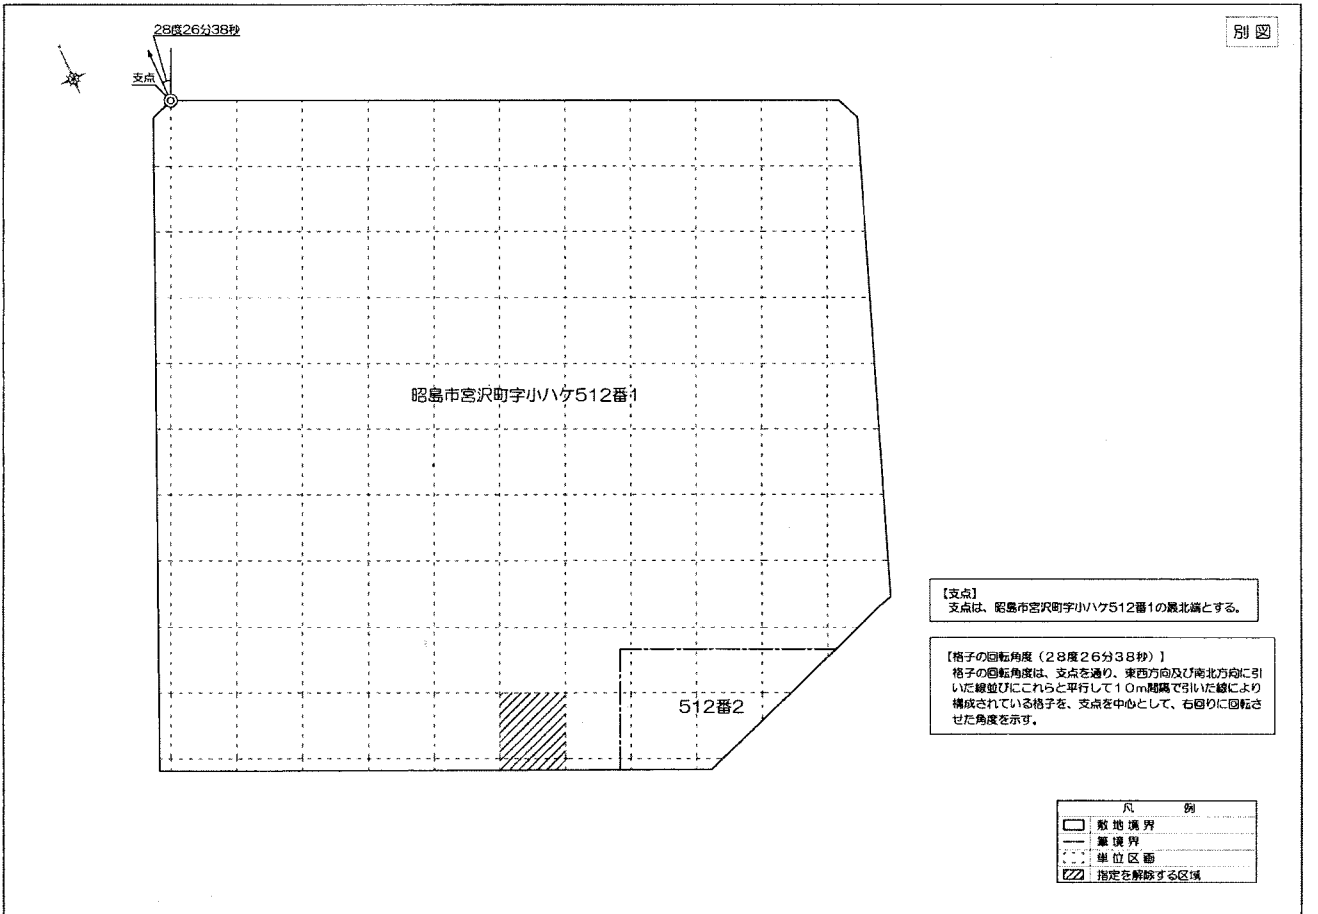 別図
28度26分38秒
支点
昭島市宮沢町字小ハケ512番1
512番2
【支点】
支点は、昭島市宮沢町字小ハケ512番1の最北端とする。
【格子の回転角度（28度26分38秒）】
格子の回転角度は、支点を通り、東西方向及び南北方向に引
いた線並びにこれらと平行して10m間隔で引いた線により
構成されている格子を、支点を中心として、右回りに回転さ
せた角度を示す。
凡 例
敷地境界
筆境界
単位区画
指定を解除する区域